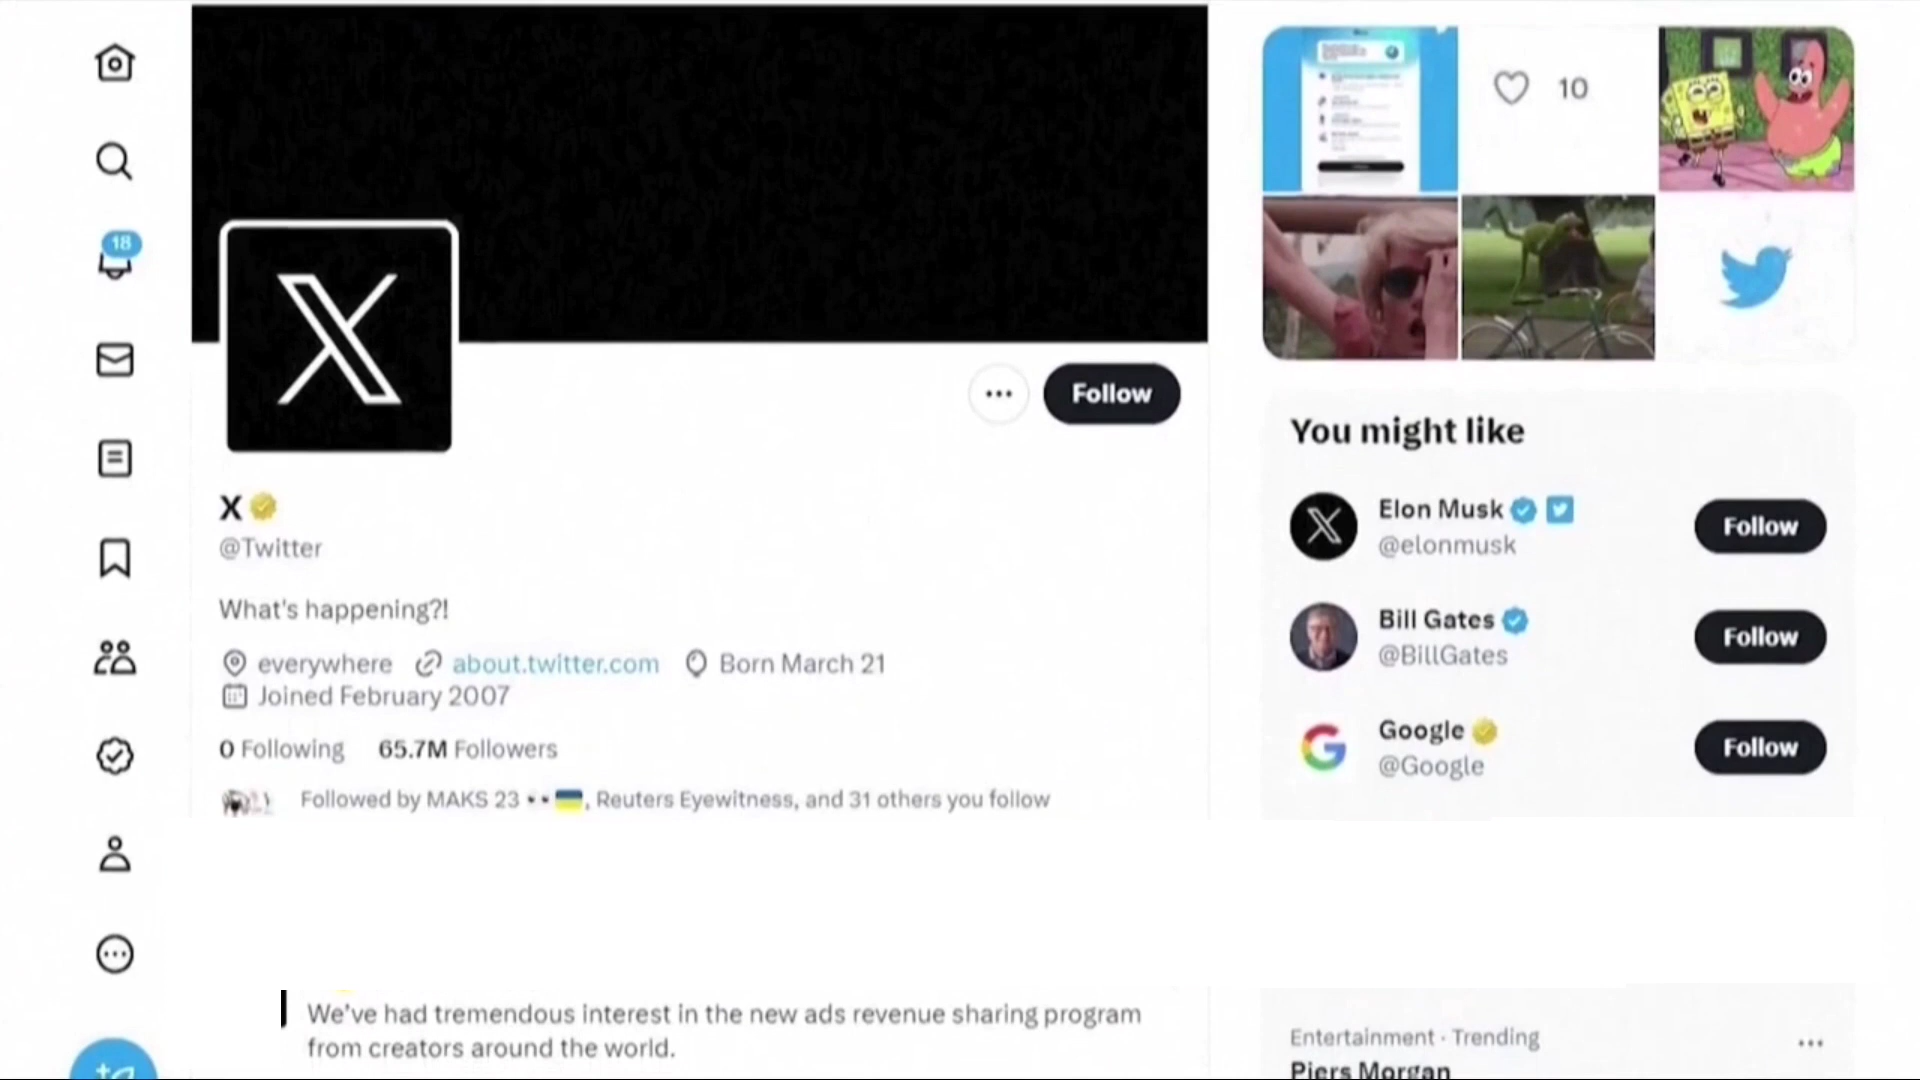 18
10
Follow
X
@Twitter
What's happening?!
everywhere about.twitter.com Born March 21
Joined February 2007
0 Following 65.7M Followers
Followed by MAKS 23 👀🇺🇦, Reuters Eyewitness, and 31 others you follow
We've had tremendous interest in the new ads revenue sharing program
from creators around the world.
You might like
Elon Musk
@elonmusk
Follow
Bill Gates
@BillGates
Follow
Google
@Google
Follow
Entertainment · Trending
Piers Morgan